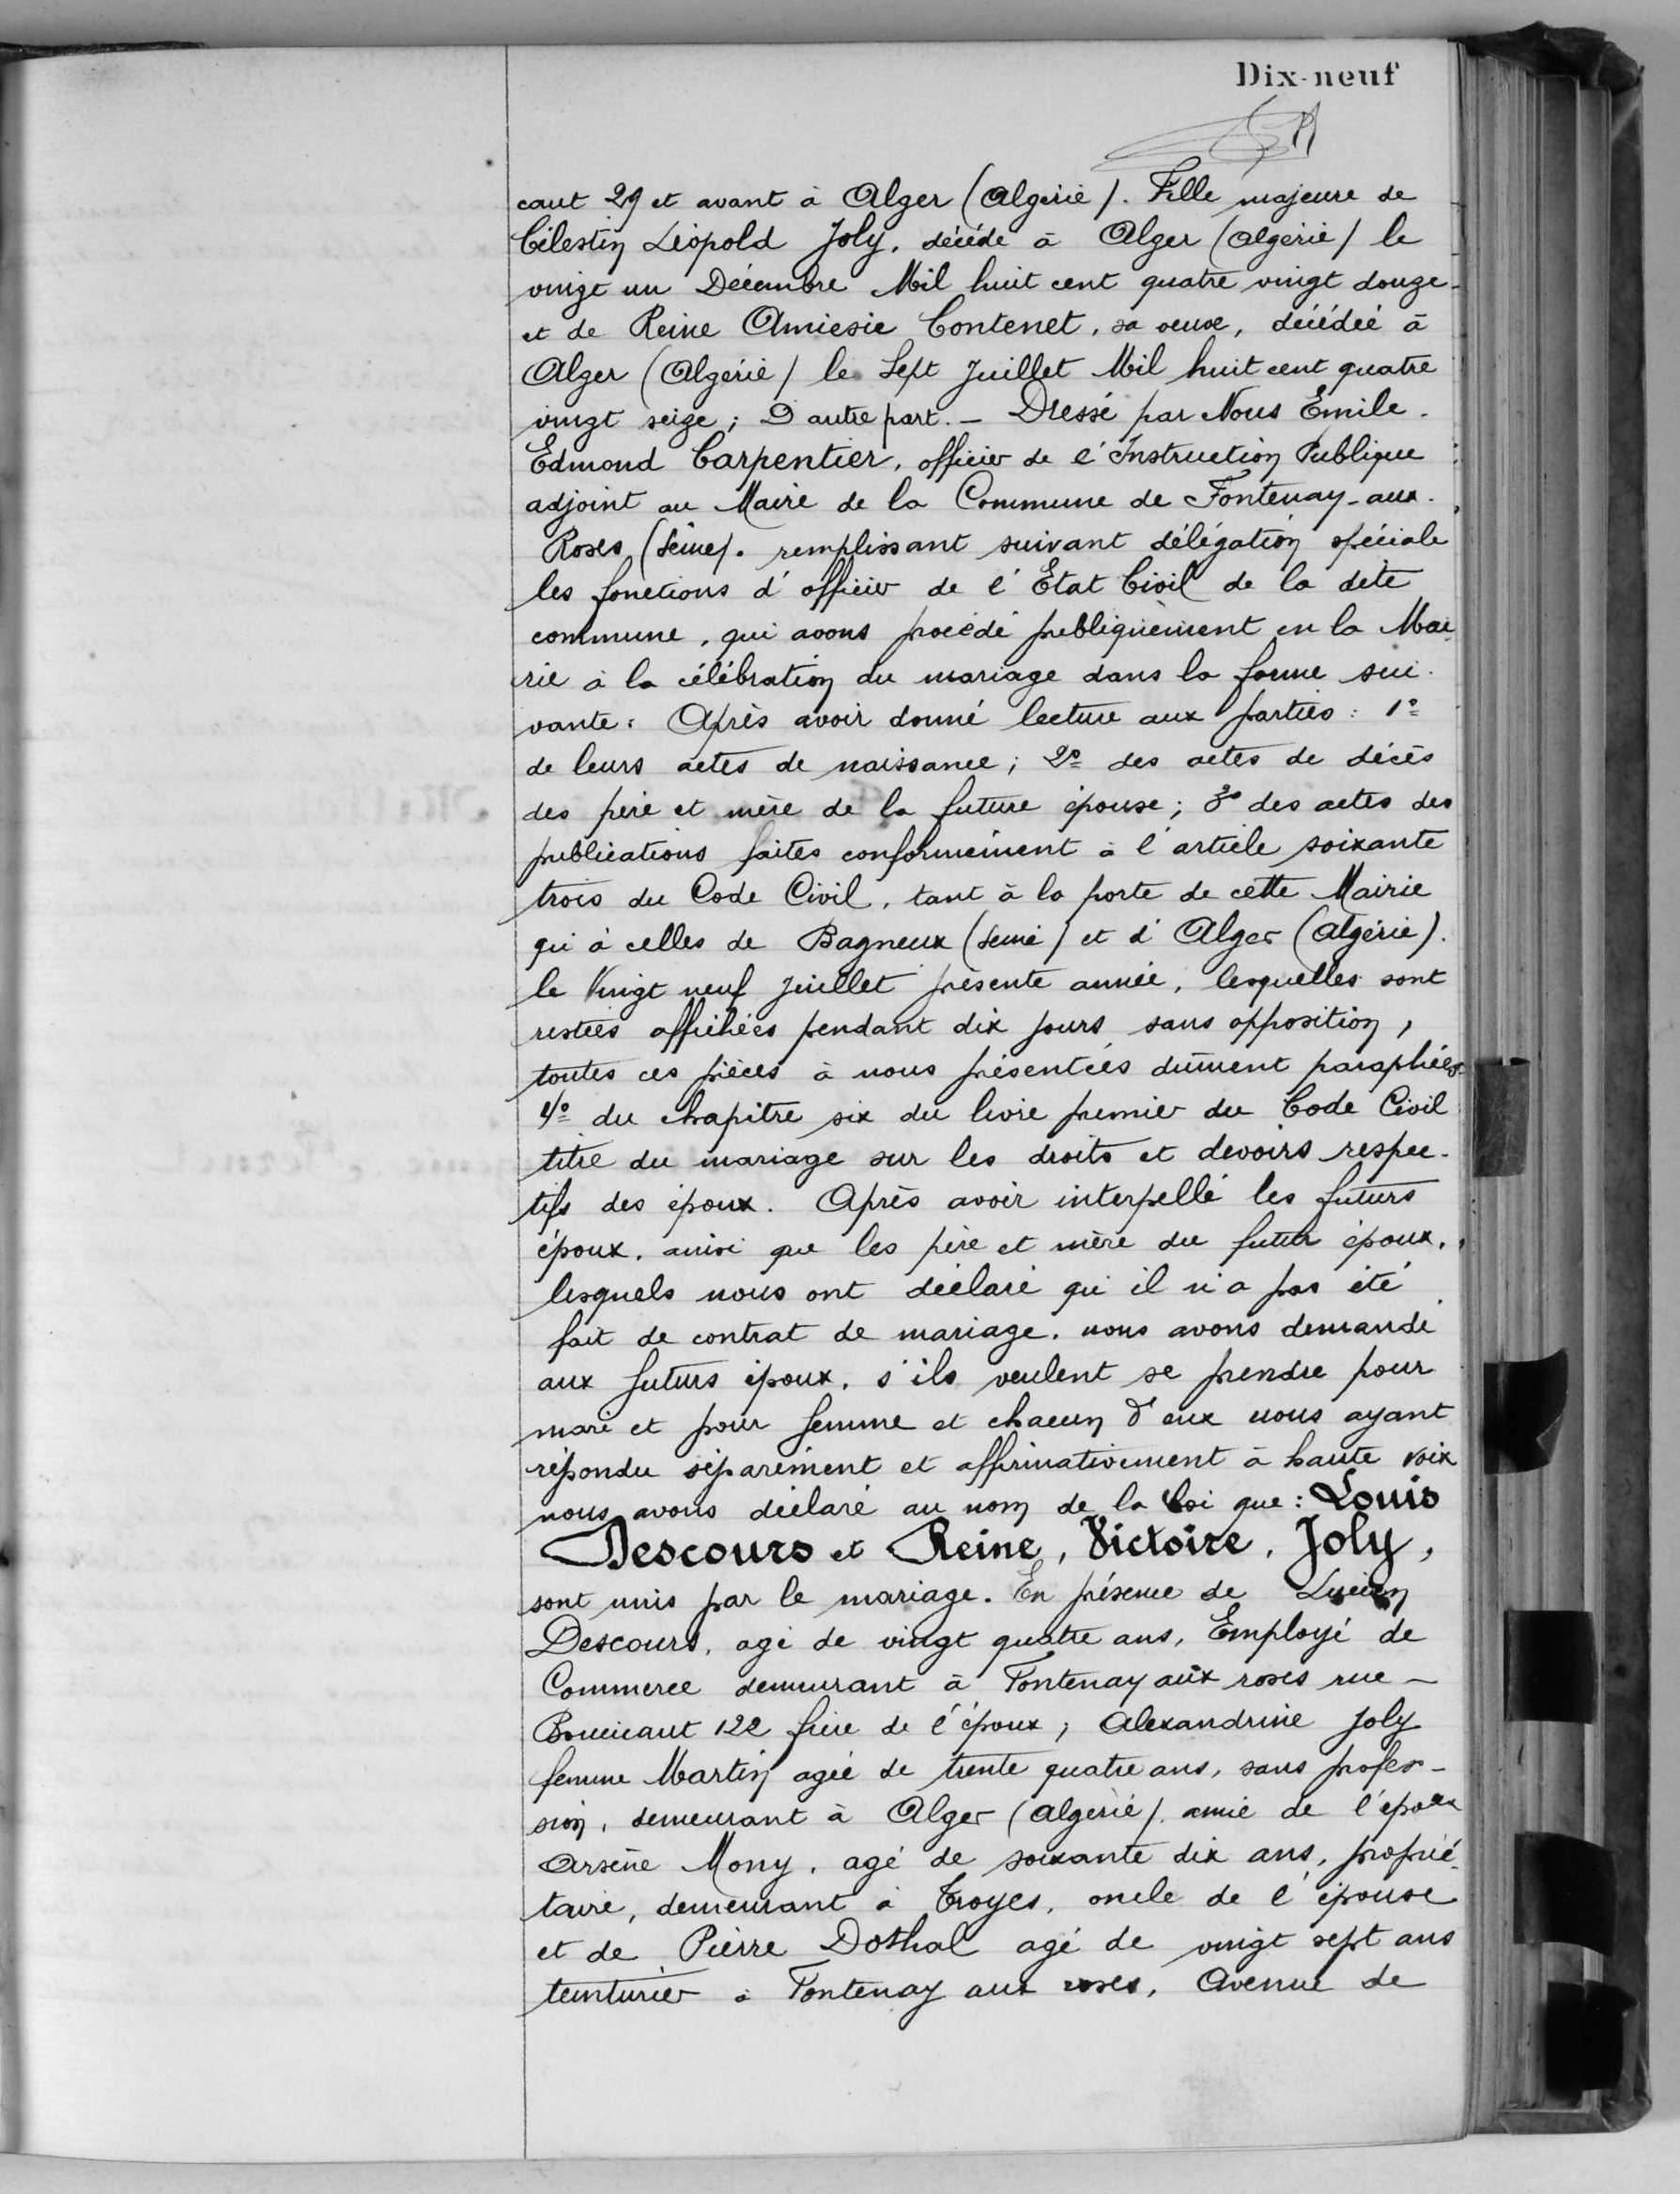 Dix-neuf
caut 29 et avant à Alger (Algérie). Fille majeure de
Célestin Léopold Joly, décédé à Alger (Algérie) le
vingt un Décembre Mil huit cent quatre vingt douze
et de Reine Amiesie Contenet, sa veuve, décédée à
Alger (Algérie) le Sept Juillet Mil huit cent quatre
vingt seize ; D'autre part. — Dressé par Nous Emile
Edmond Carpentier, officier de l'Instruction Publique
adjoint au Maire de la Commune de Fontenay-aux-
Roses (Seine). remplissant suivant délégation spéciale
les fonctions d'officier de l'Etat Civil de la dite
commune, qui avons procédé publiquement en la Mai
rie à la célébration du mariage dans la forme sui-
vante : Après avoir donné lecture aux parties : 1°
de leurs actes de naissance ; 2° des actes de décès
des père et mère de la future épouse ; 3° des actes des
publications faites conformément à l'article soixante
trois du Code Civil, tant à la porte de cette Mairie
qu'à celles de Bagneux (Seine) et d'Alger (Algérie).
le Vingt neuf Juillet présente année, lesquelles sont
restées affichées pendant dix jours sans opposition,
toutes ces pièces à nous présentées dûment paraphées
4° du chapitre six du livre premier du Code Civil
titre du mariage sur les droits et devoirs respec-
tifs des époux. Après avoir interpellé les futurs
époux, ainsi que les père et mère du futur époux,
lesquels nous ont déclaré qu'il n'a pas été
fait de contrat de mariage, nous avons demandé
aux futurs époux, s'ils veulent se prendre pour
mari et pour femme et chacun d'eux nous ayant
répondu séparément et affirmativement à haute voix
nous avons déclaré au nom de la loi que : Louis
Descours et Reine, Victoire, Joly,
sont unis par le mariage. En présence de Lucien
Descours, agé de vingt quatre ans, Employé de
Commerce demeurant à Fontenay aux roses rue —
Boucicaut 122 frère de l'époux ; Alexandrine Joly
femme Martin agée de trente quatre ans, sans profes-
sion, demeurant à Alger (Algérie). amie de l'époux
Arsène Mony, agé de soixante dix ans, proprié-
taire, demeurant à Troyes, oncle de l'épouse
et de Pierre Dothal agé de vingt sept ans
teinturier à Fontenay aux roses, Avenue de